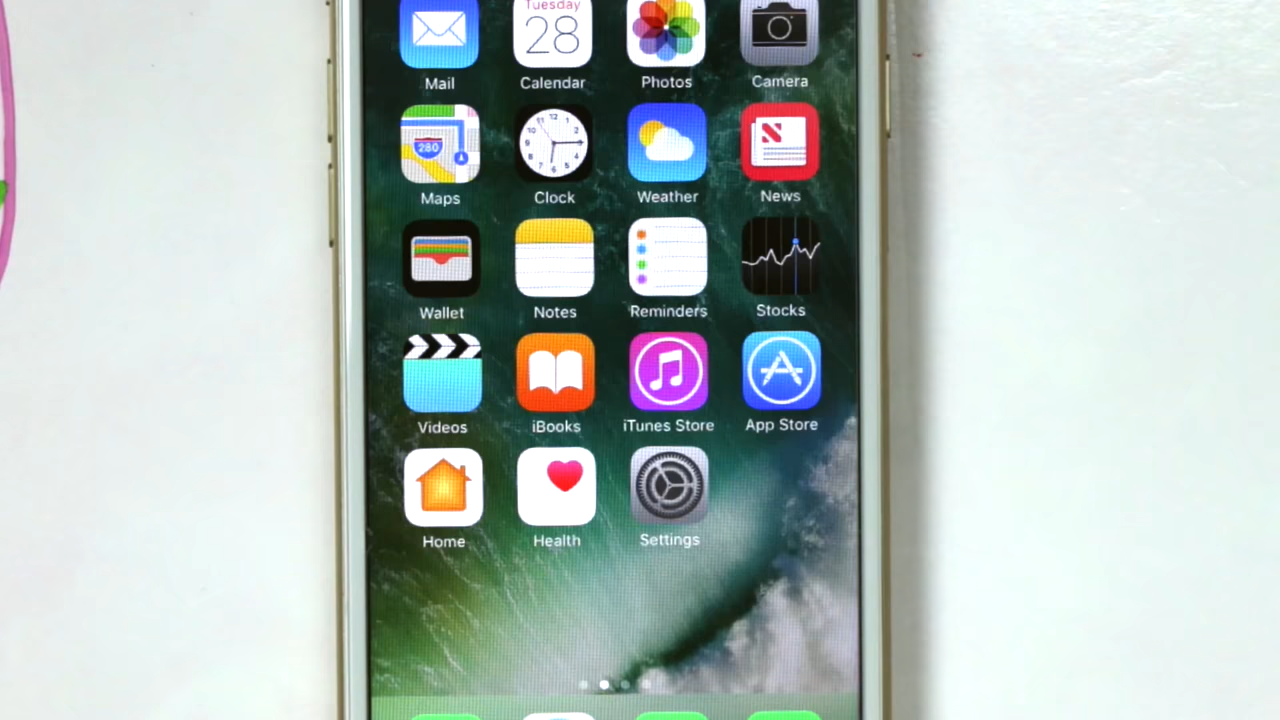 Tuesday
28
Mail Calendar Photos Camera
280
Maps Clock Weather News
Wallet Notes Reminders Stocks
Videos iBooks iTunes Store App Store
Home Health Settings